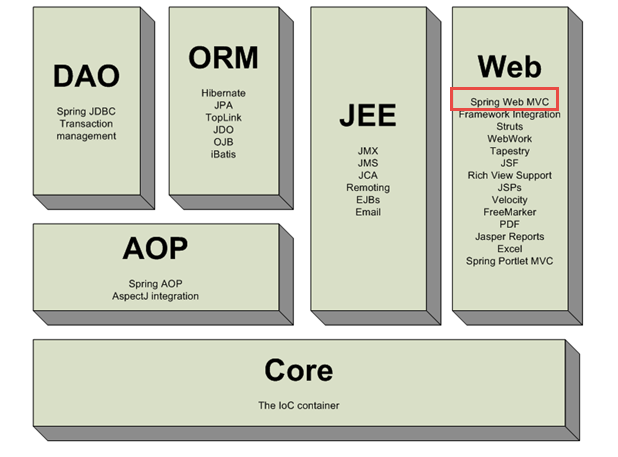 DAO
Spring JDBC
Transaction
management
ORM
Hibernate
JPA
TopLink
JDO
OJB
iBatis
JEE
JMX
JMS
JCA
Remoting
EJBs
Email
Web
Spring Web MVC
Framework Integration
Struts
WebWork
Tapestry
JSF
Rich View Support
JSPs
Velocity
FreeMarker
PDF
Jasper Reports
Excel
Spring Portlet MVC
AOP
Spring AOP
AspectJ integration
Core
The IoC container